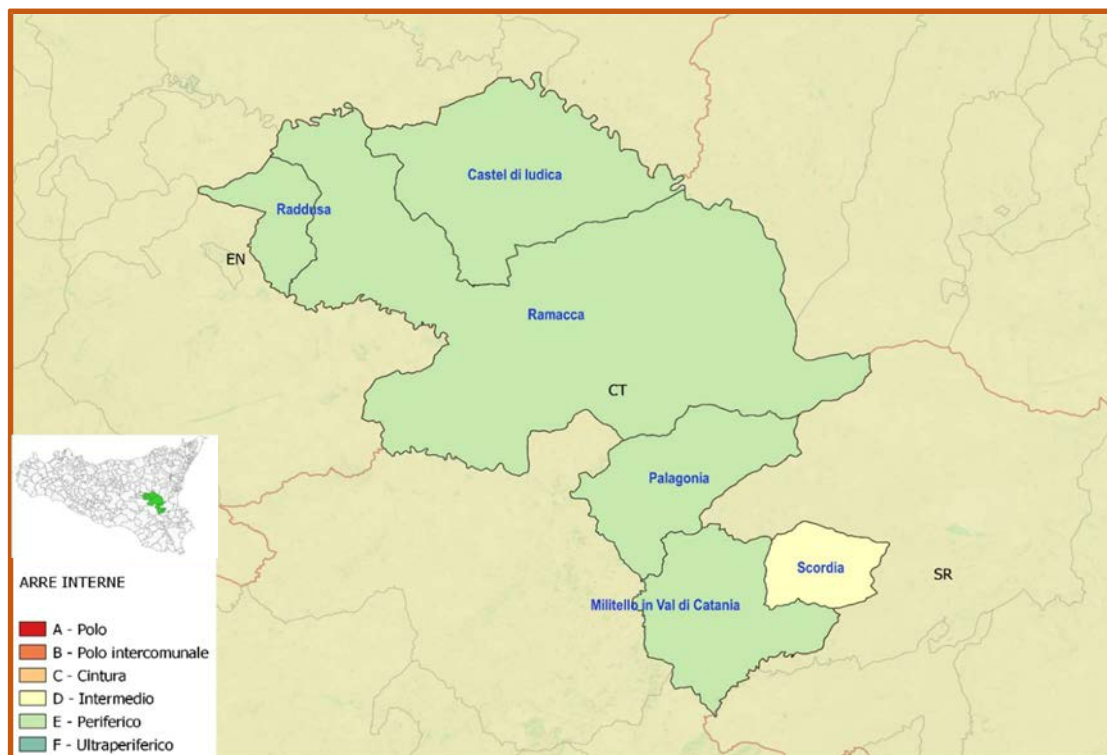 Castel di Iudica
Raddusa
EN
Ramacca
CT
Palagonia
Scordia
SR
Militello in Val di Catania
ARRE INTERNE
A - Polo
B - Polo intercomunale
C - Cintura
D - Intermedio
E - Periferico
F - Ultraperiferico